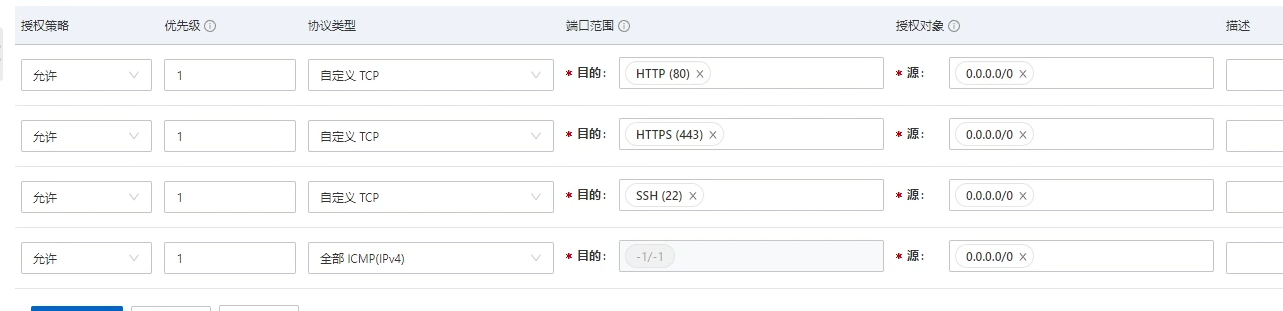 授权策略 优先级 协议类型 端口范围 授权对象 描述
允许 1 自定义 TCP * 目的: HTTP (80) × * 源: 0.0.0.0/0 ×
允许 1 自定义 TCP * 目的: HTTPS (443) × * 源: 0.0.0.0/0 ×
允许 1 自定义 TCP * 目的: SSH (22) × * 源: 0.0.0.0/0 ×
允许 1 全部 ICMP(IPv4) * 目的: -1/-1 * 源: 0.0.0.0/0 ×